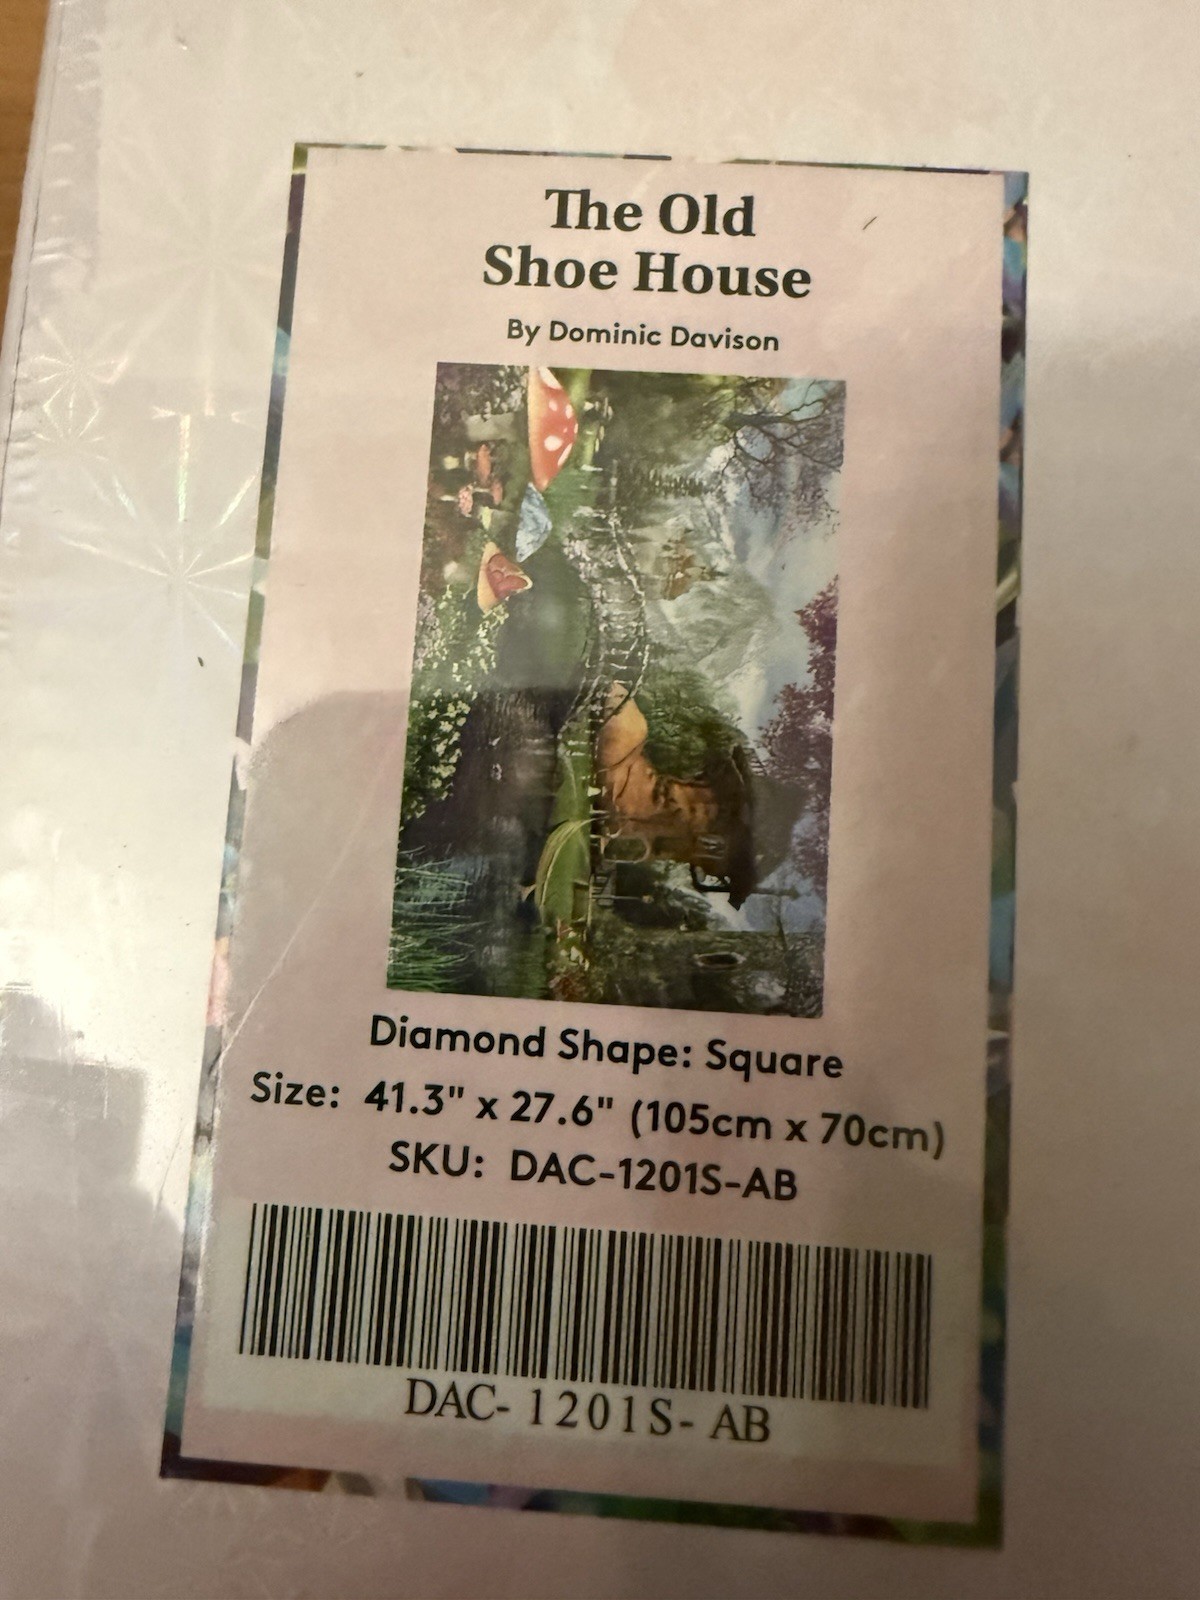 The Old
Shoe House
By Dominic Davison
Diamond Shape: Square
Size: 41.3" x 27.6" (105cm x 70cm)
SKU: DAC-1201S-AB
DAC- 1201S- AB